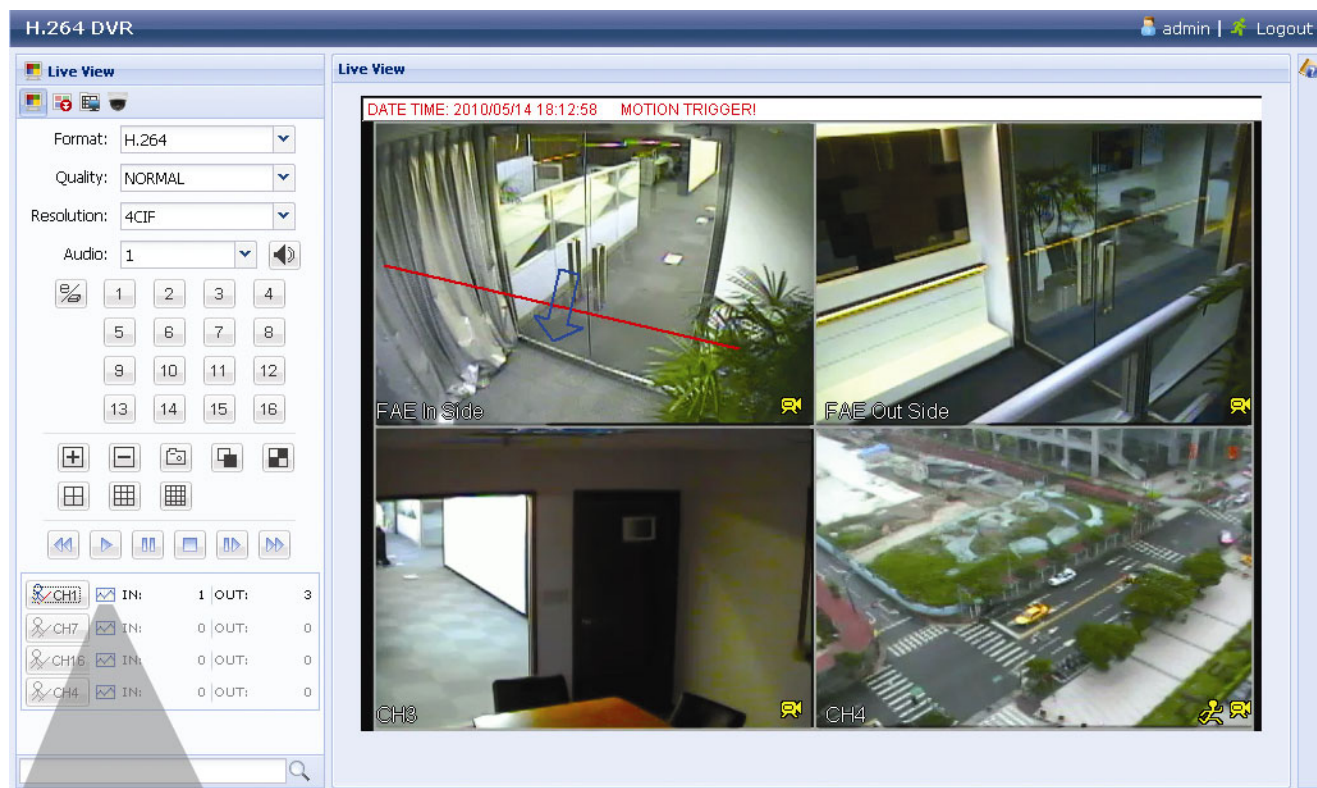 H.264 DVR
admin | Logout
Live View
Live View
DATE TIME: 2010/05/14 18:12:58 MOTION TRIGGER!
Format: H.264
Quality: NORMAL
Resolution: 4CIF
Audio: 1
1 2 3 4
5 6 7 8
9 10 11 12
13 14 15 16
CH1 IN: 1 OUT: 3
CH7 IN: 0 OUT: 0
CH16 IN: 0 OUT: 0
CH4 IN: 0 OUT: 0
FAE In Side
FAE Out Side
CH3
CH4